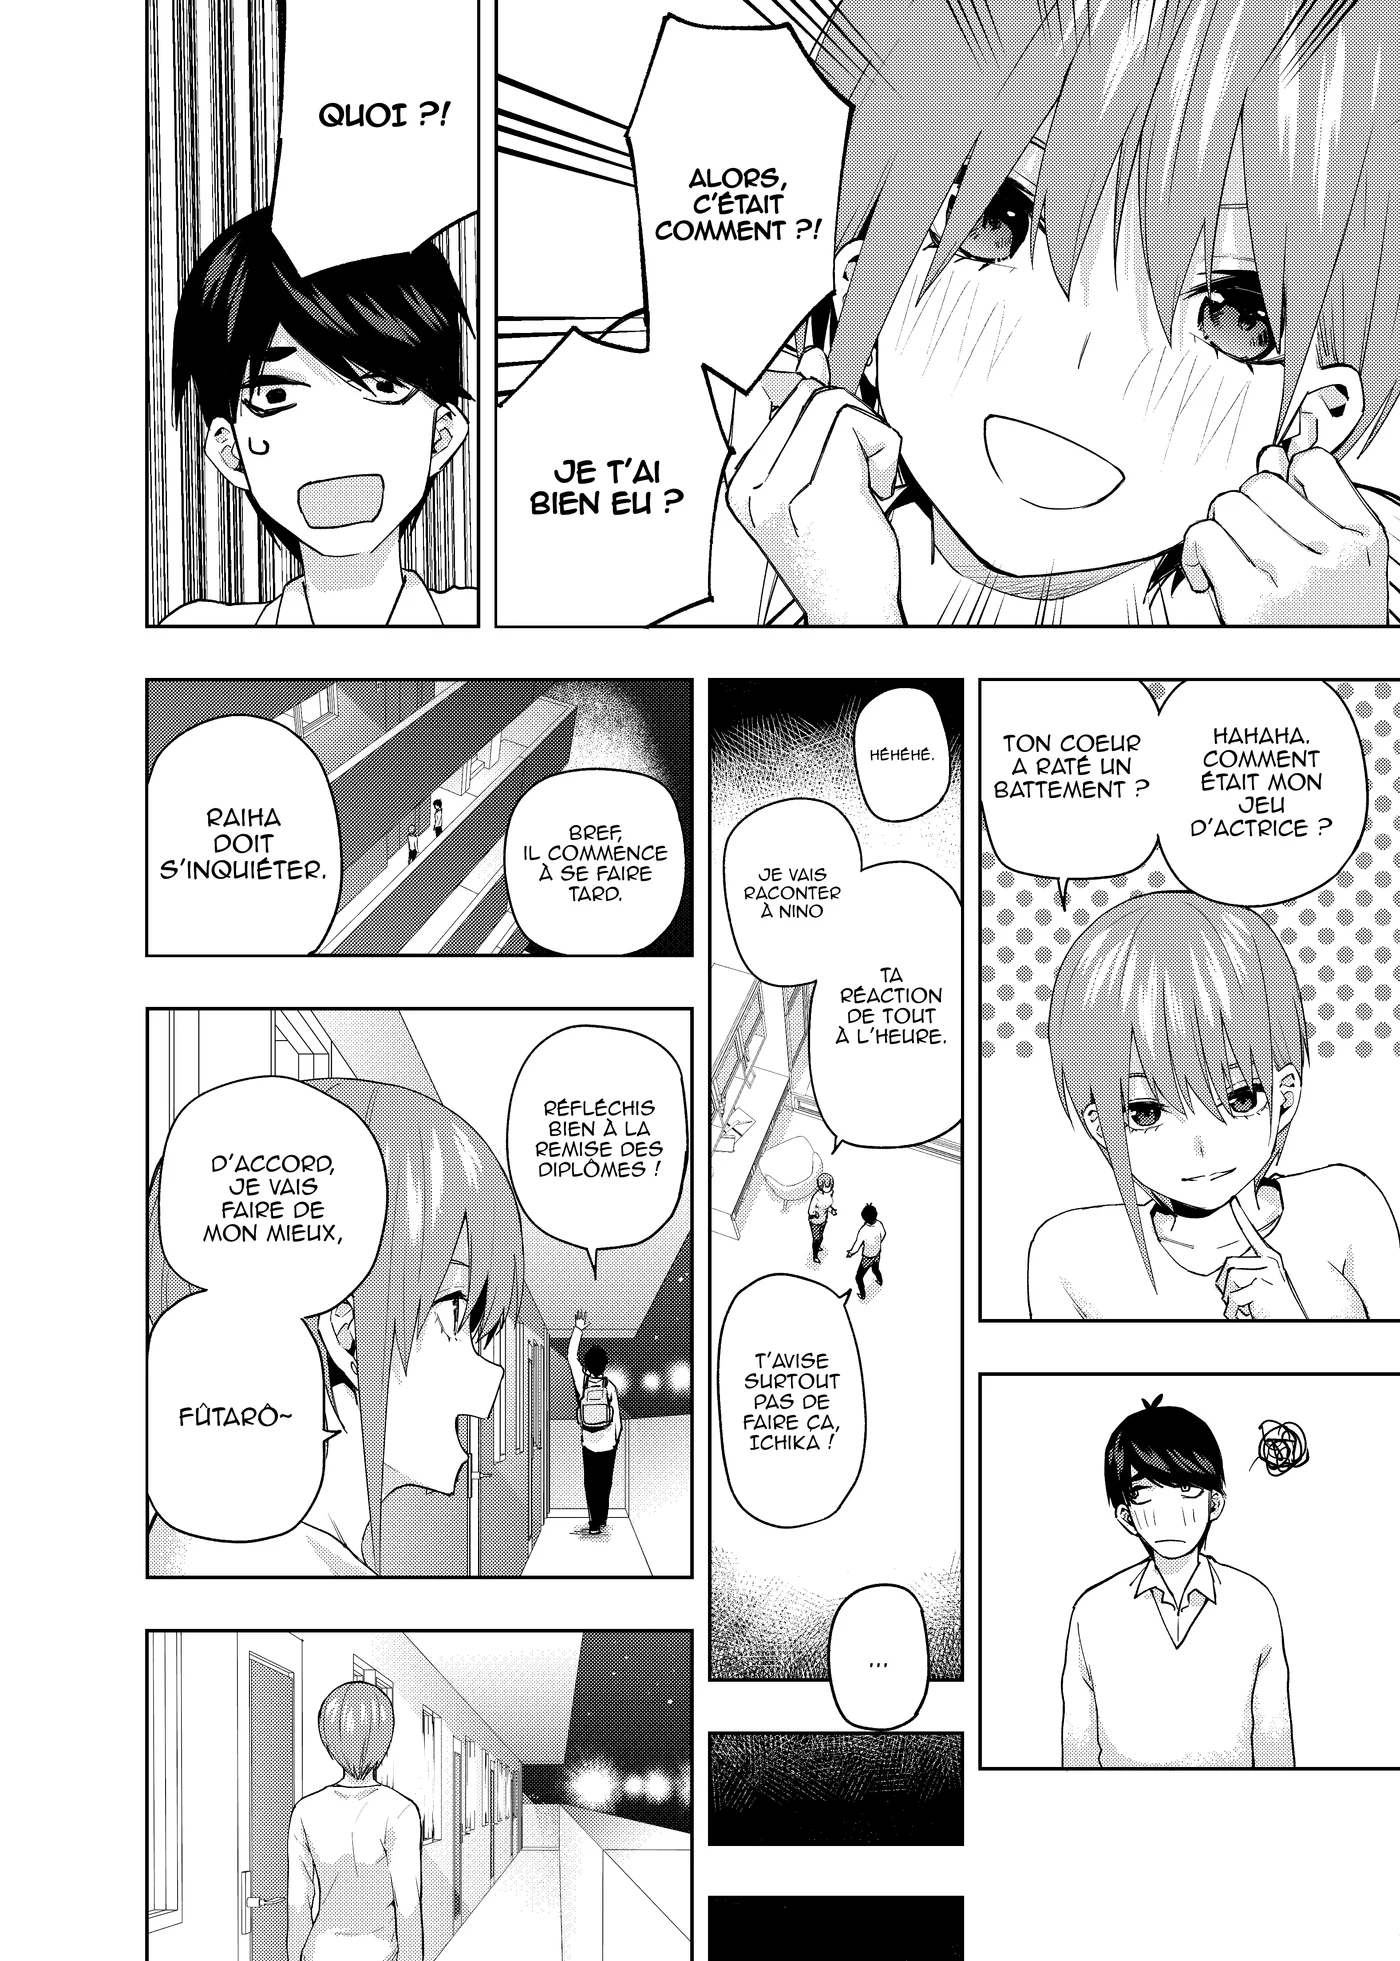 ALORS,
C'ÉTAIT
COMMENT ?!
JE T'AI
BIEN EU ?
QUOI ?!
HAHAHA.
COMMENT
ÉTAIT MON
JEU
D'ACTRICE ?
TON COEUR
A RATÉ UN
BATTEMENT ?
HÉHÉHÉ.
JE VAIS
RACONTER
À NINO
TA
RÉACTION
DE TOUT
À L'HEURE.
T'AVISE
SURTOUT
PAS DE
FAIRE ÇA,
ICHIKA !
...
BREF,
IL COMMENCE
À SE FAIRE
TARD.
RAIHA
DOIT
S'INQUIÉTER.
RÉFLÉCHIS
BIEN À LA
REMISE DES
DIPLÔMES !
D'ACCORD,
JE VAIS
FAIRE DE
MON MIEUX,
FÛTARÔ~